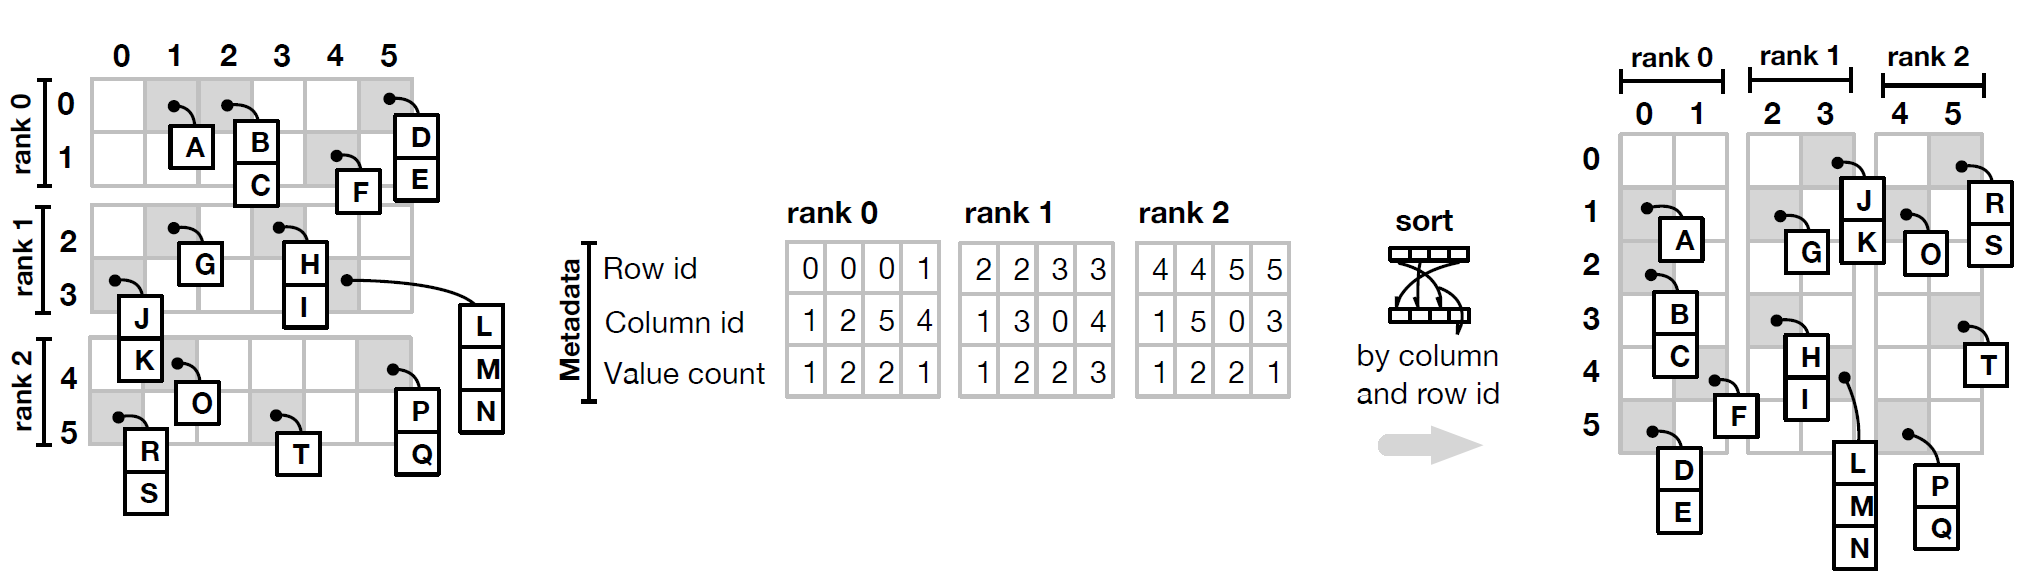 0 1 2 3 4 5
rank 0
0
1
A
B
C
D
E
F
rank 1
2
3
G
H
I
J
K
L
M
N
rank 2
4
5
O
P
Q
R
S
T
rank 0 rank 1 rank 2
Metadata
Row id 0 0 0 1 2 2 3 3 4 4 5 5
Column id 1 2 5 4 1 3 0 4 1 5 0 3
Value count 1 2 2 1 1 2 2 3 1 2 2 1
sort
by column
and row id
rank 0 rank 1 rank 2
0 1 2 3 4 5
0
1
2
3
4
5
A
B
C
F
D
E
J
K
G
H
I
L
M
N
R
S
O
T
P
Q